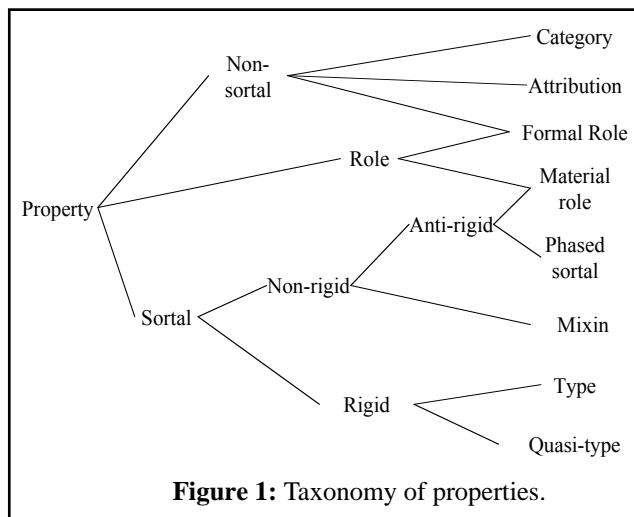 Category
Non-
sortal
Attribution
Formal Role
Role
Material
role
Property
Anti-rigid
Phased
sortal
Non-rigid
Sortal
Mixin
Type
Rigid
Quasi-type
Figure 1: Taxonomy of properties.